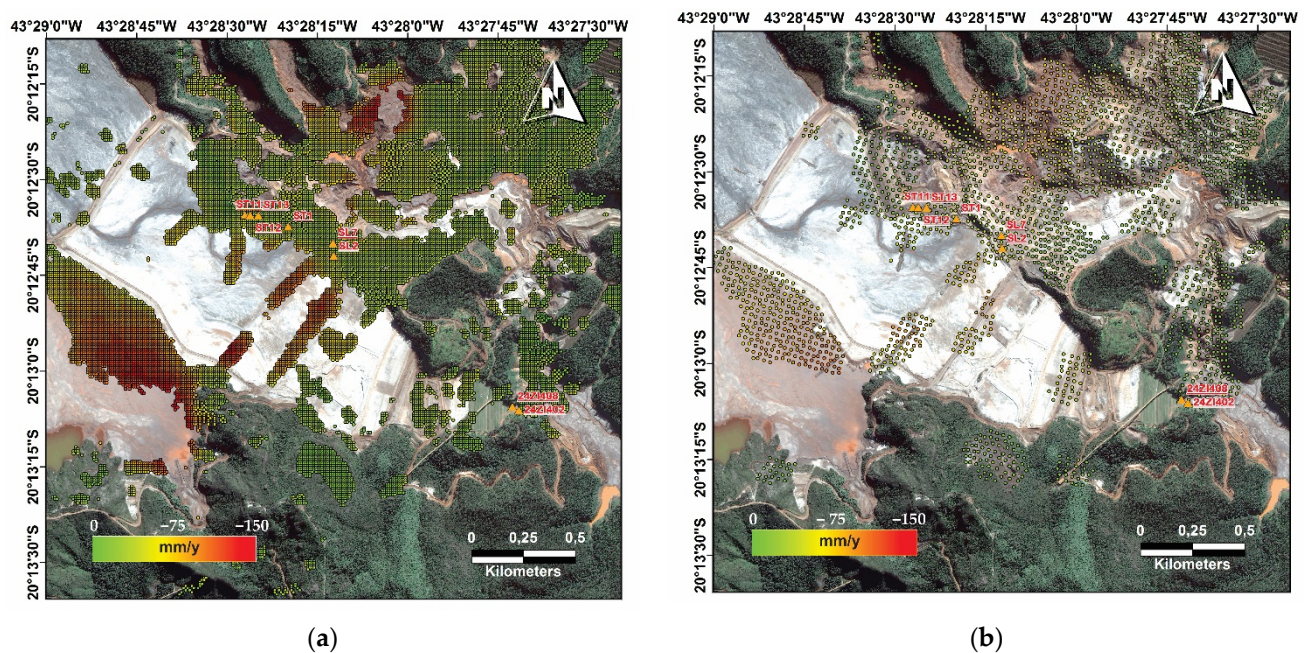 43°29'0"W 43°28'45"W 43°28'30"W 43°28'15"W 43°28'0"W 43°27'45"W 43°27'30"W
20°12'15"S
20°12'30"S
20°12'45"S
20°13'0"S
20°13'15"S
20°13'30"S
N
ST11 ST13
ST1
ST12
SL7
SL2
24ZI408
24ZI402
0 -75 -150
mm/y
0 0,25 0,5
Kilometers
(a)
43°29'0"W 43°28'30"W 43°28'15"W 43°28'0"W 43°27'45"W 43°27'30"W
20°12'15"S
20°12'30"S
20°12'45"S
20°13'0"S
20°13'15"S
20°13'30"S
N
ST11 ST13
ST1
ST12
SL7
SL2
24ZI408
24ZI402
0 -75 -150
mm/y
0 0,25 0,5
Kilometers
(b)